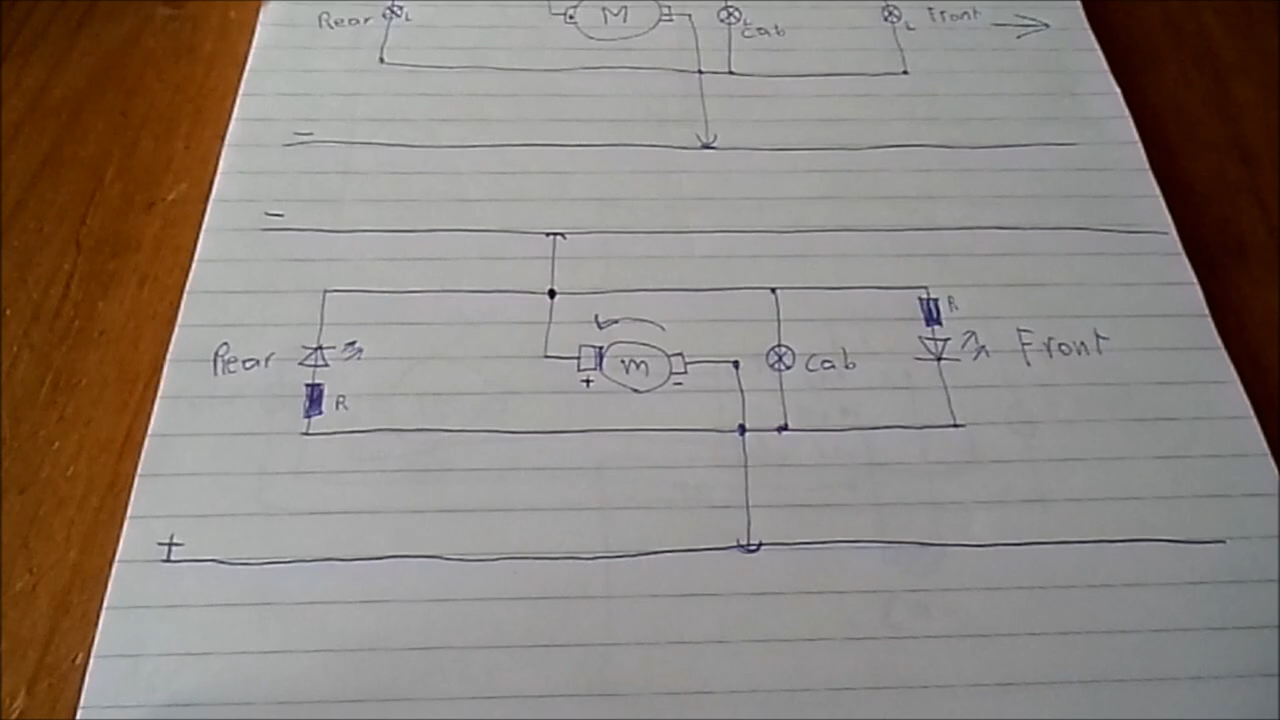 Rear L M L Cab L Front
-
-
R
Rear m Cab Front
+ -
R
+